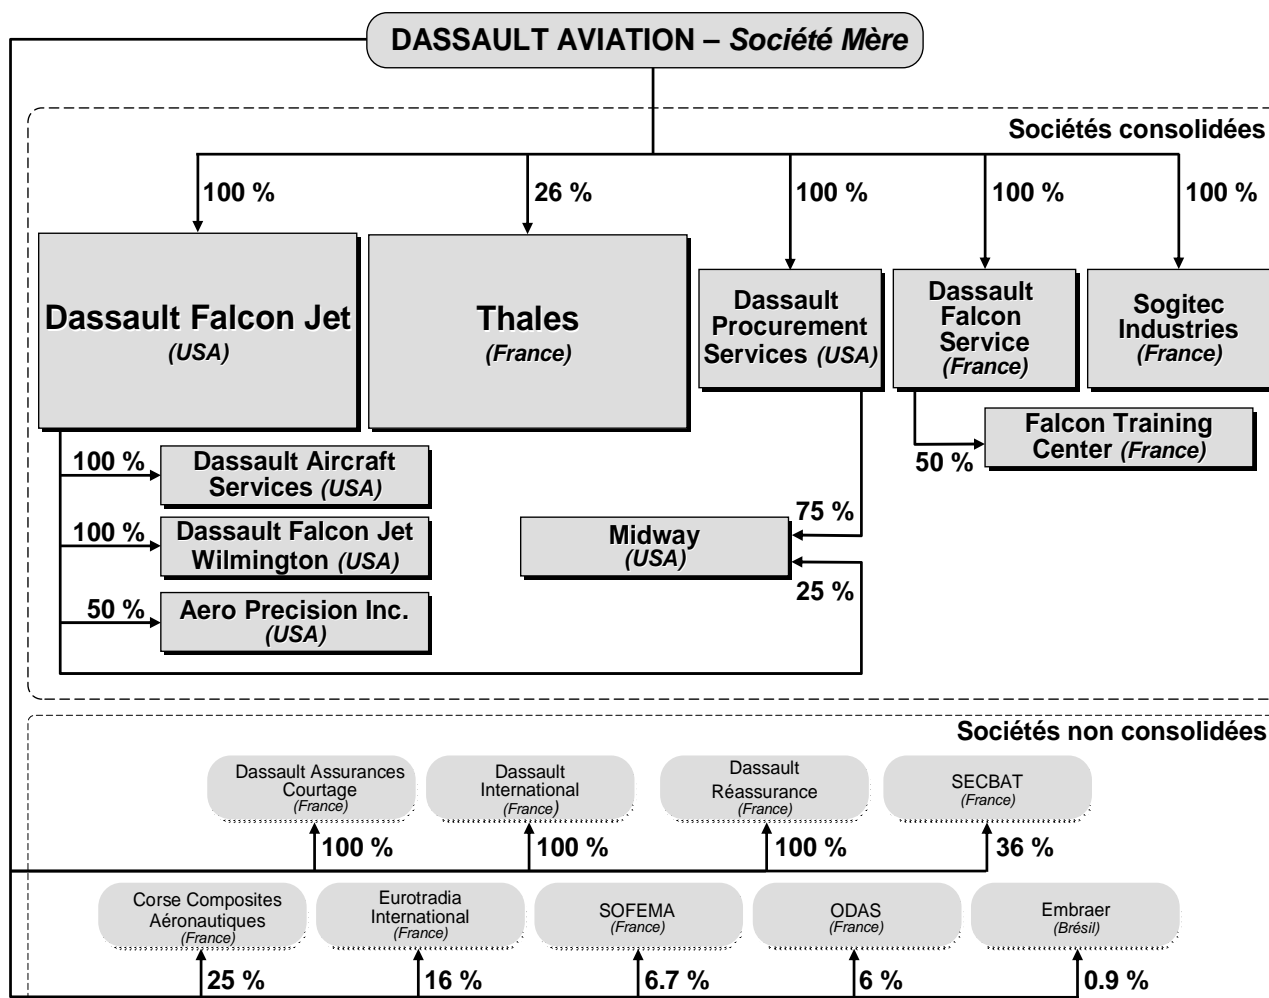 DASSAULT AVIATION – Société Mère
Sociétés consolidées
100 %
26 %
100 %
100 %
100 %
Dassault Falcon Jet
(USA)
Thales
(France)
Dassault
Procurement
Services (USA)
Dassault
Falcon
Service
(France)
Sogitec
Industries
(France)
Falcon Training
Center (France)
50 %
100 %
Dassault Aircraft
Services (USA)
100 %
Dassault Falcon Jet
Wilmington (USA)
50 %
Aero Precision Inc.
(USA)
75 %
Midway
(USA)
25 %
Sociétés non consolidées
Dassault Assurances
Courtage
(France)
Dassault
International
(France)
Dassault
Réassurance
(France)
SECBAT
(France)
100 %
100 %
100 %
36 %
Corse Composites
Aéronautiques
(France)
Eurotradia
International
(France)
SOFEMA
(France)
ODAS
(France)
Embraer
(Brésil)
25 %
16 %
6.7 %
6 %
0.9 %